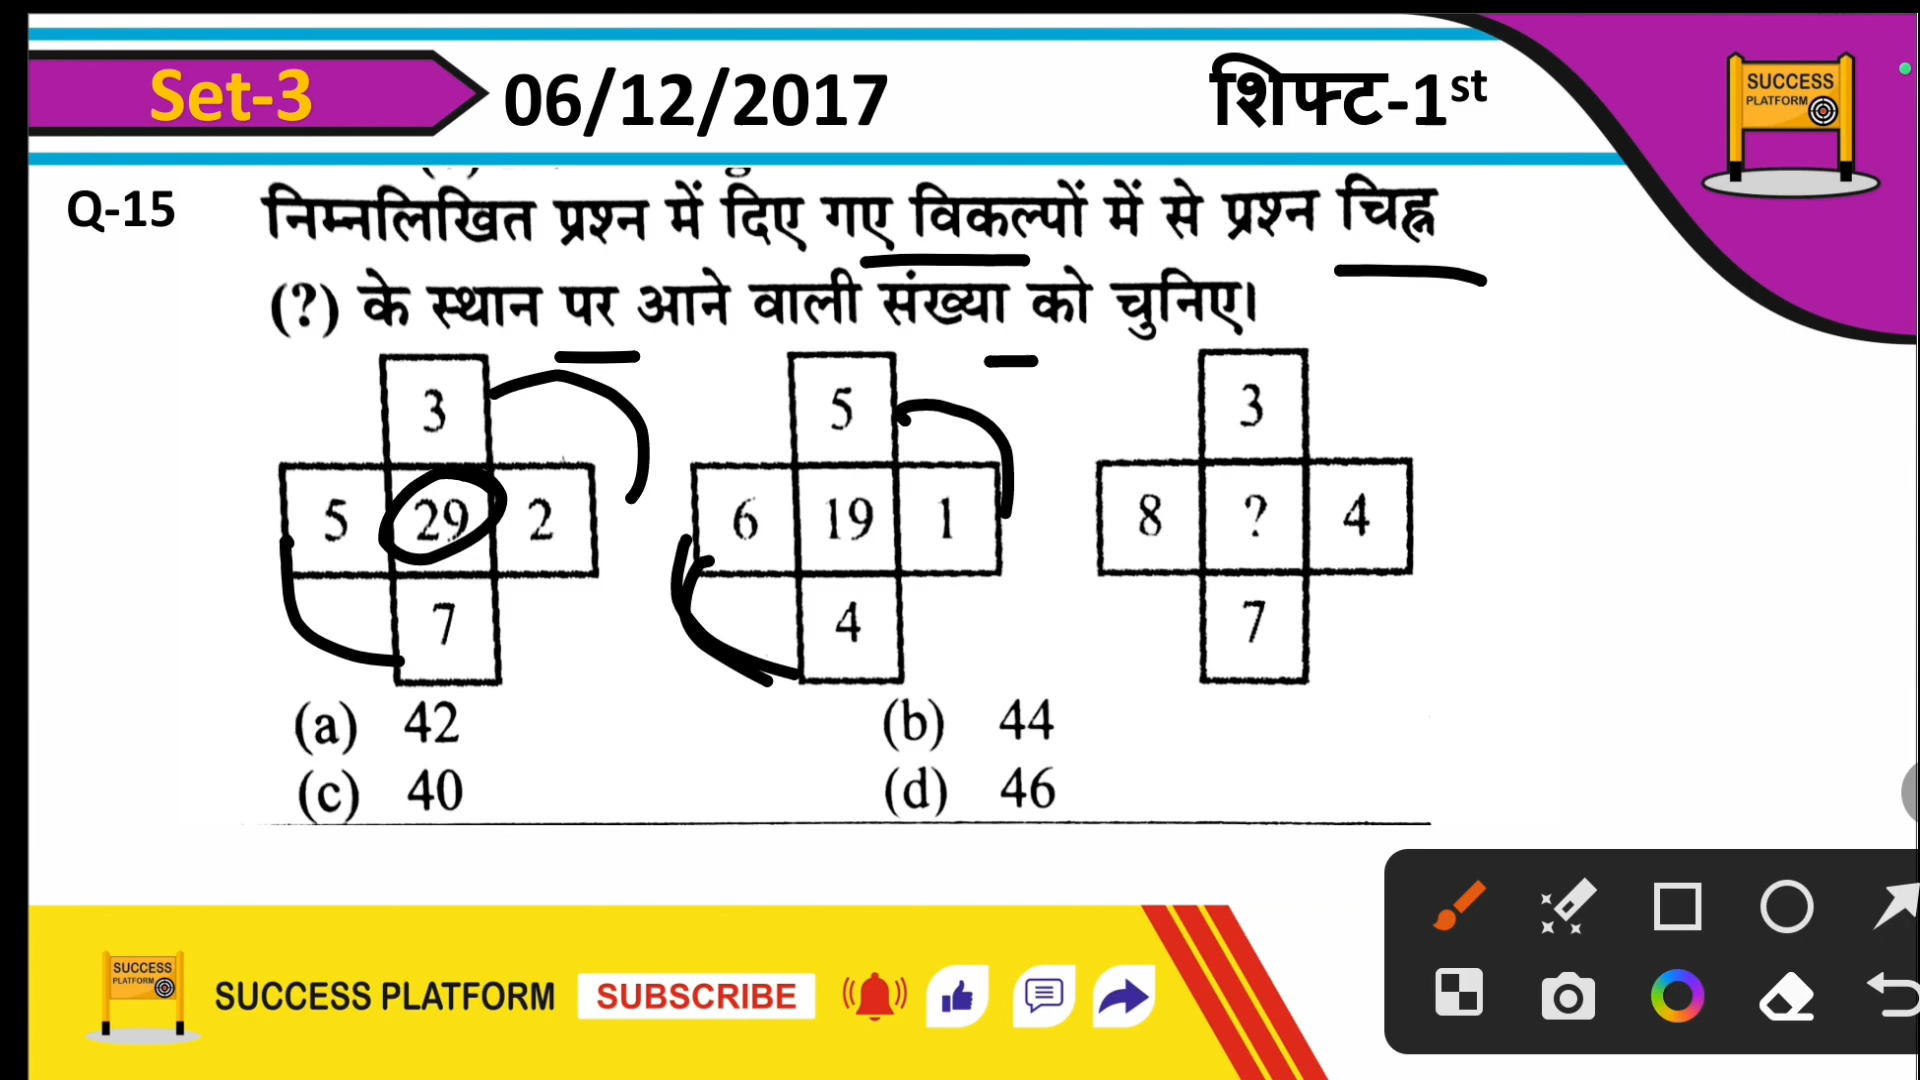 Set-3 06/12/2017 शिफ्ट-1st
SUCCESS
PLATFORM
Q-15 निम्नलिखित प्रश्न में दिए गए विकल्पों में से प्रश्न चिह्न
(?) के स्थान पर आने वाली संख्या को चुनिए।
3 5 3
5 29 2 6 19 1 8 ? 4
7 4 7
(a) 42 (b) 44
(c) 40 (d) 46
SUCCESS
PLATFORM
SUCCESS PLATFORM SUBSCRIBE